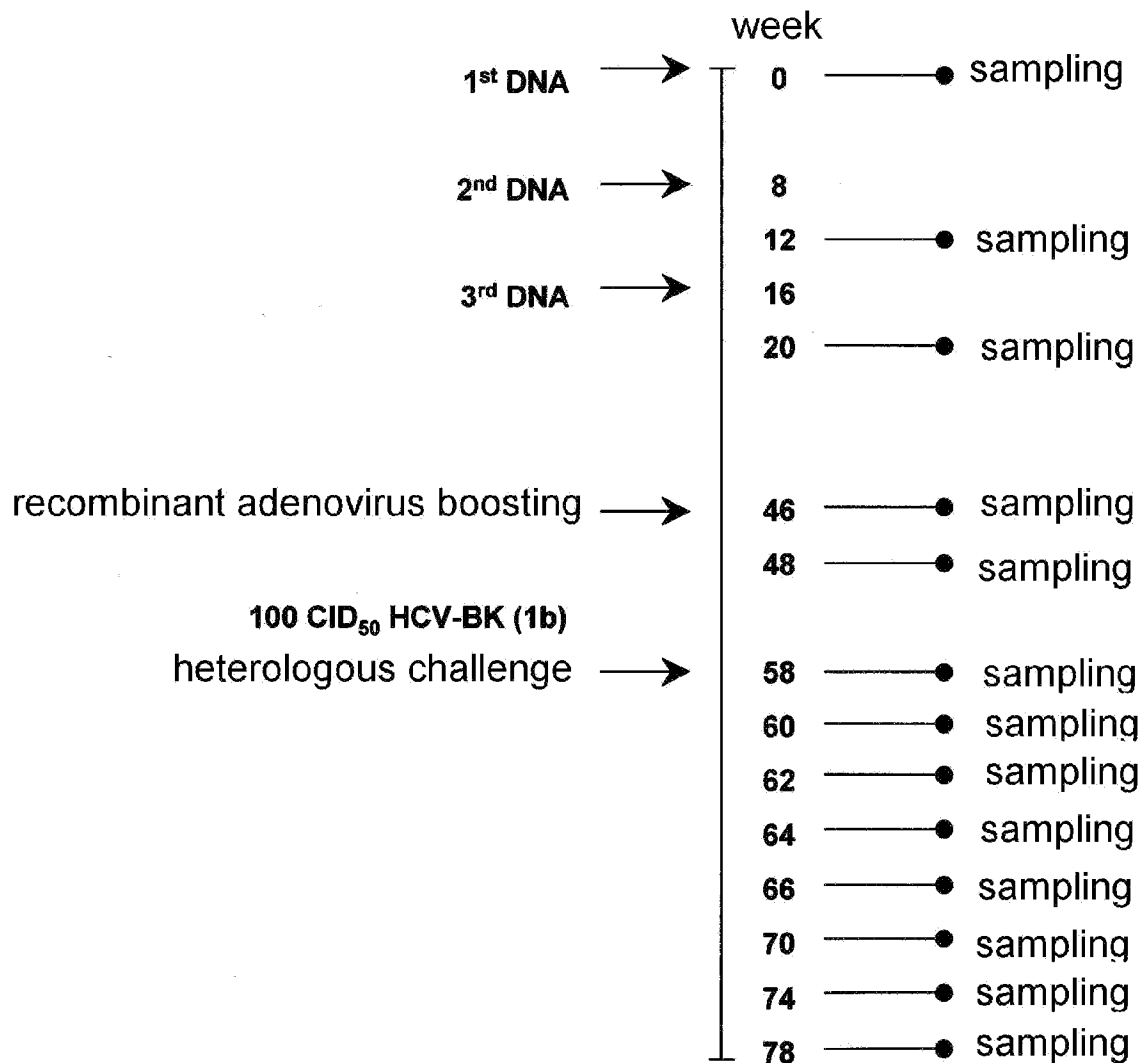 week
1st DNA 0 sampling
2nd DNA 8
12 sampling
3rd DNA 16
20 sampling
recombinant adenovirus boosting 46 sampling
48 sampling
100 CID50 HCV-BK (1b)
heterologous challenge 58 sampling
60 sampling
62 sampling
64 sampling
66 sampling
70 sampling
74 sampling
78 sampling